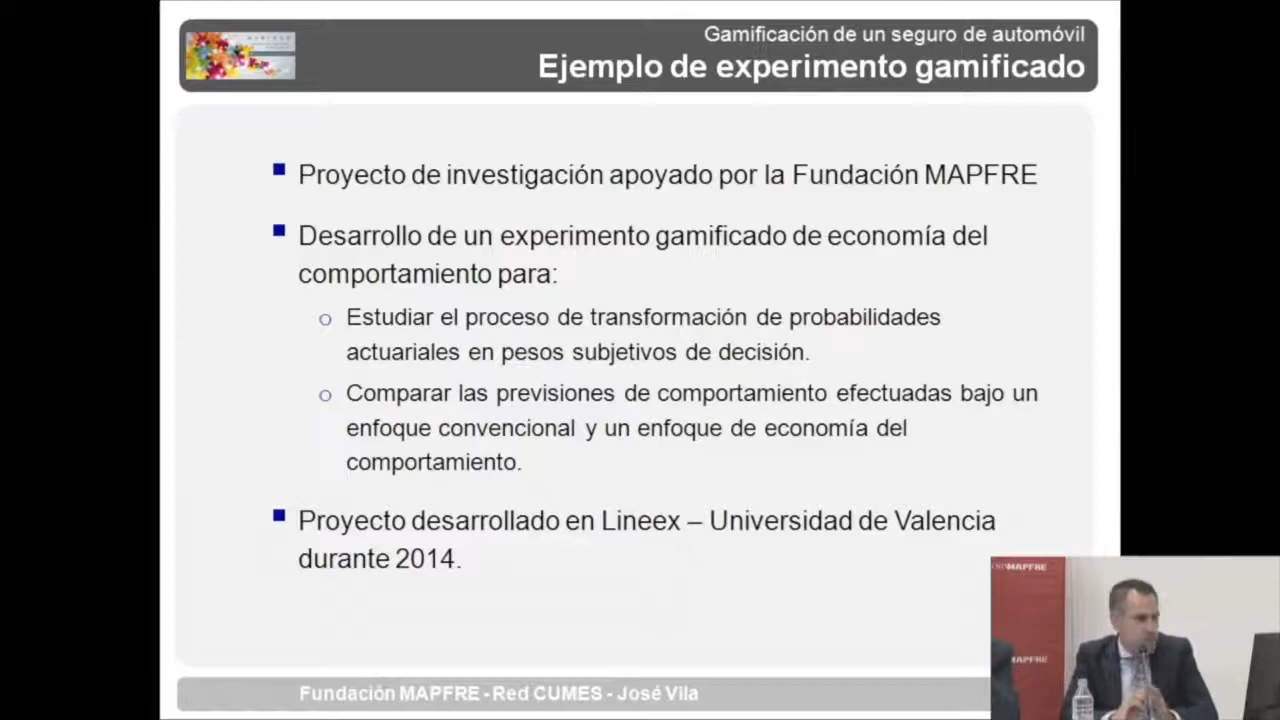 Gamificación de un seguro de automóvil
Ejemplo de experimento gamificado
Proyecto de investigación apoyado por la Fundación MAPFRE
Desarrollo de un experimento gamificado de economía del
comportamiento para:
Estudiar el proceso de transformación de probabilidades
actuariales en pesos subjetivos de decisión.
Comparar las previsiones de comportamiento efectuadas bajo un
enfoque convencional y un enfoque de economía del
comportamiento.
Proyecto desarrollado en Lineex – Universidad de Valencia
durante 2014.
Fundación MAPFRE - Red CUMES - José Vila
MAPFRE
MAPFRE